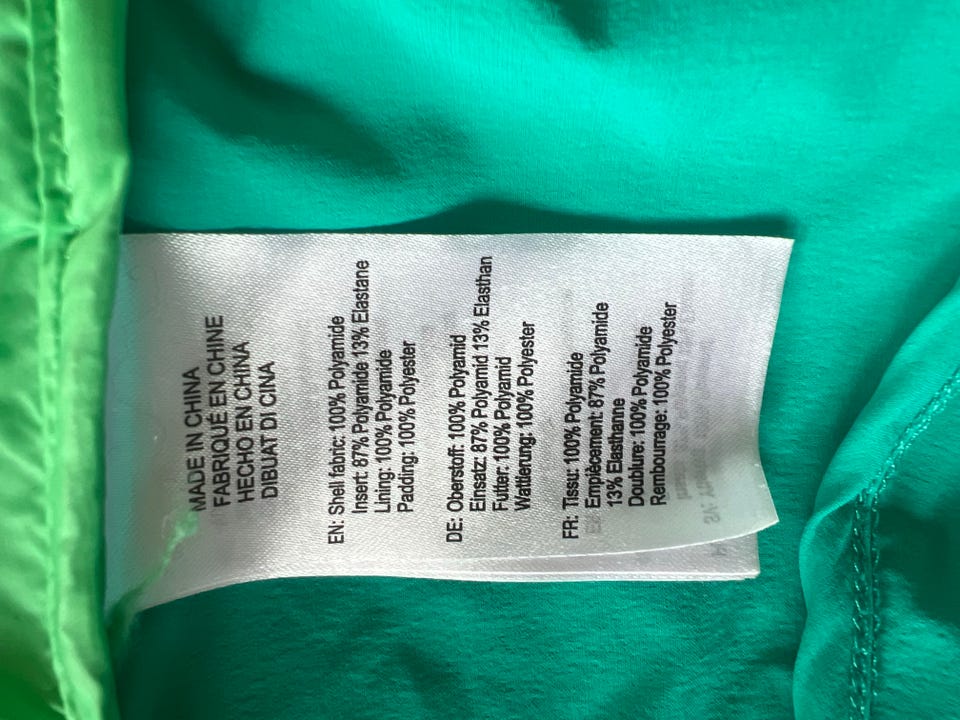 MADE IN CHINA
FABRIQUÉ EN CHINE
HECHO EN CHINA
DIBUAT DI CINA
EN: Shell fabric: 100% Polyamide
Insert: 87% Polyamide 13% Elastane
Lining: 100% Polyamide
Padding: 100% Polyester
DE: Oberstoff: 100% Polyamid
Einsatz: 87% Polyamid 13% Elasthan
Futter: 100% Polyamid
Wattierung: 100% Polyester
FR: Tissu: 100% Polyamide
Emplècement: 87% Polyamide
13% Elasthanne
Doublure: 100% Polyamide
Rembourrage: 100% Polyester